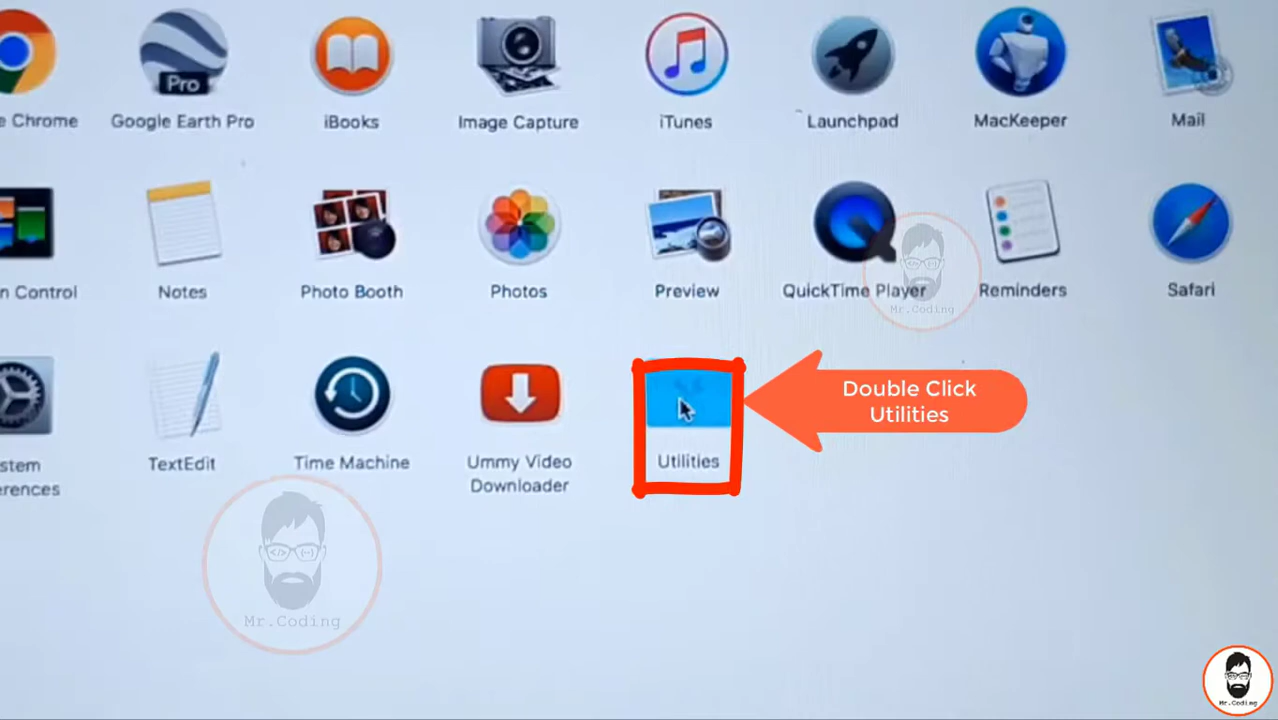 e Chrome
Google Earth Pro
Pro
iBooks
Image Capture
iTunes
Launchpad
MacKeeper
Mail
n Control
Notes
Photo Booth
Photos
Preview
QuickTime Player
Reminders
Safari
Mr.Coding
stem
erences
TextEdit
Time Machine
Ummy Video
Downloader
Utilities
Double Click
Utilities
Mr.Coding
Mr.Coding